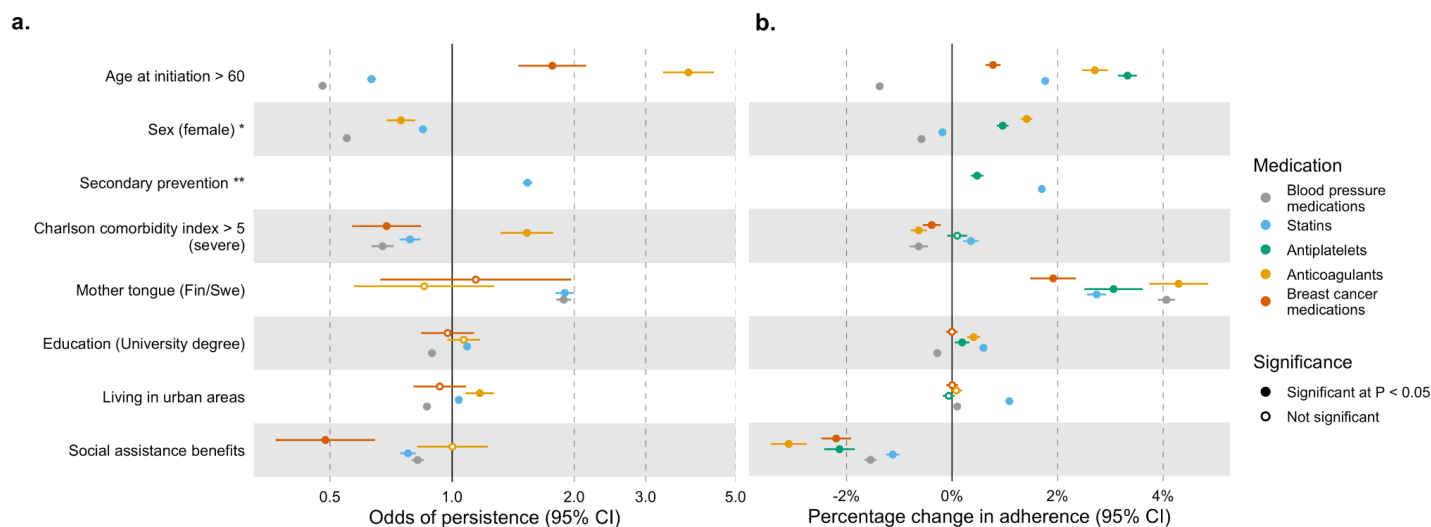 a.
Age at initiation > 60
Sex (female) *
Secondary prevention **
Charlson comorbidity index > 5
(severe)
Mother tongue (Fin/Swe)
Education (University degree)
Living in urban areas
Social assistance benefits
0.5
1.0
2.0
3.0
5.0
Odds of persistence (95% CI)
b.
-2%
0%
2%
4%
Percentage change in adherence (95% CI)
Medication
Blood pressure
medications
Statins
Antiplatelets
Anticoagulants
Breast cancer
medications
Significance
Significant at P < 0.05
Not significant